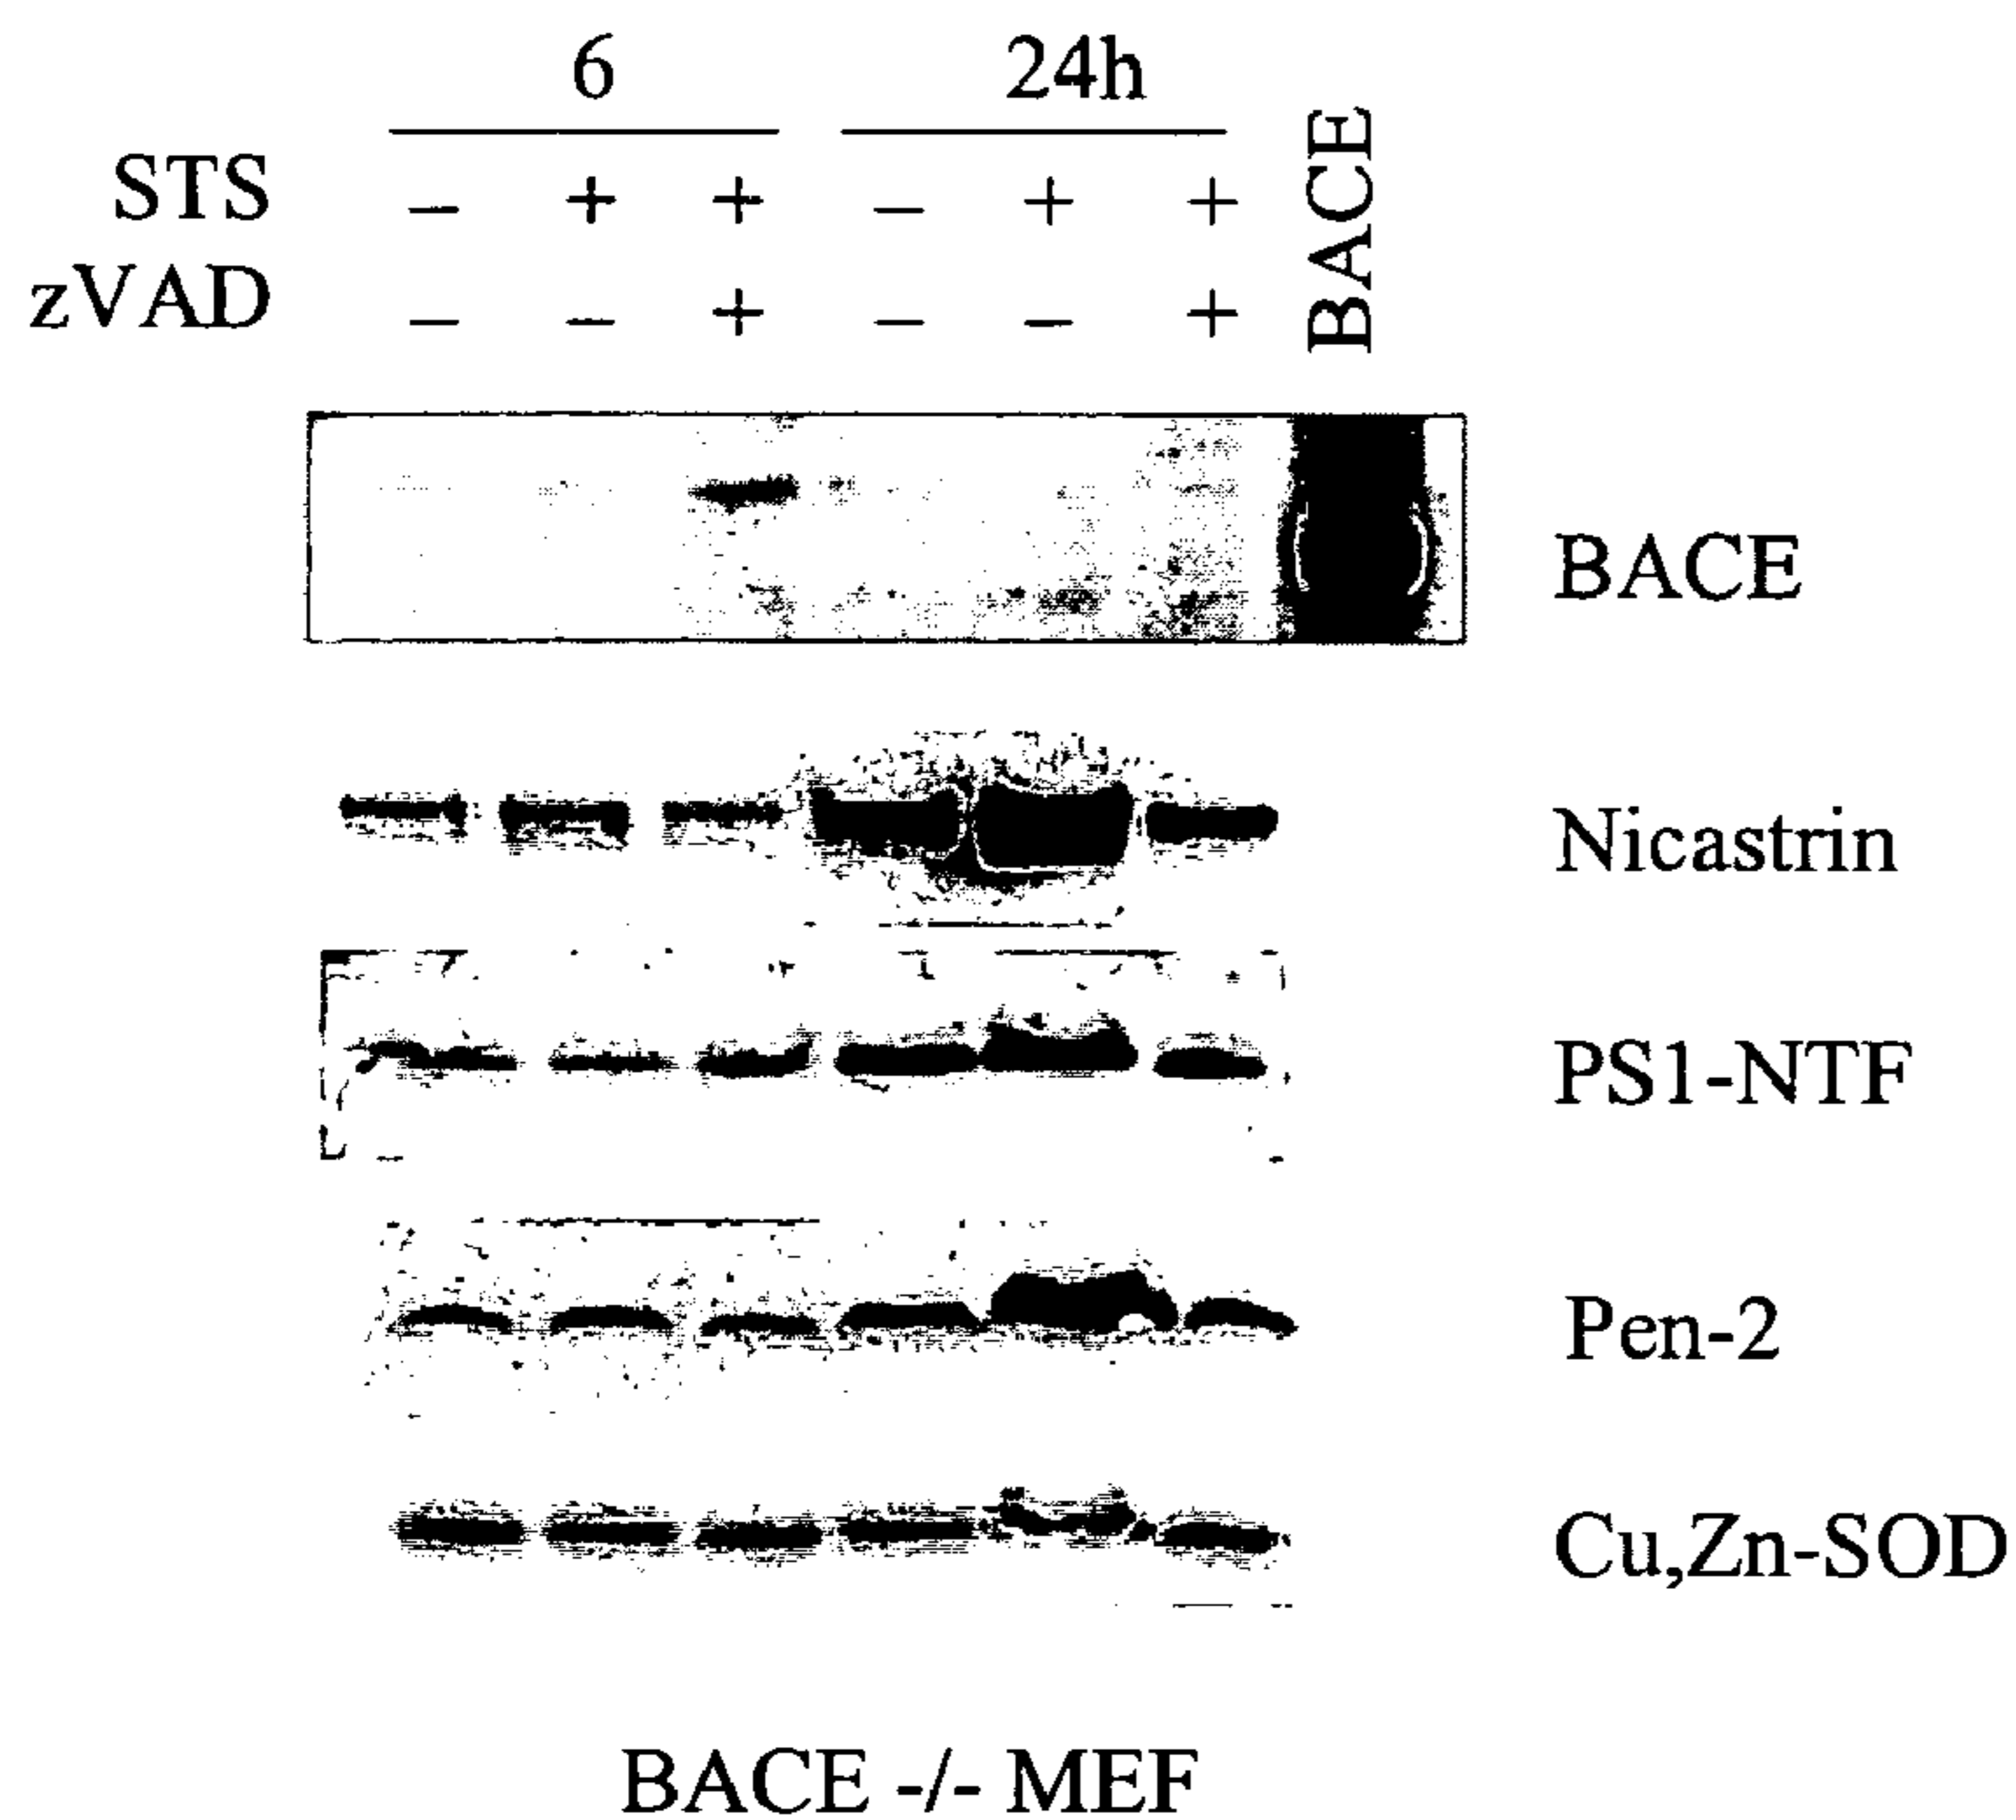 6 24h
STS – + + – + + BACE
zVAD – – + – – +
BACE
Nicastrin
PS1-NTF
Pen-2
Cu,Zn-SOD
BACE -/- MEF